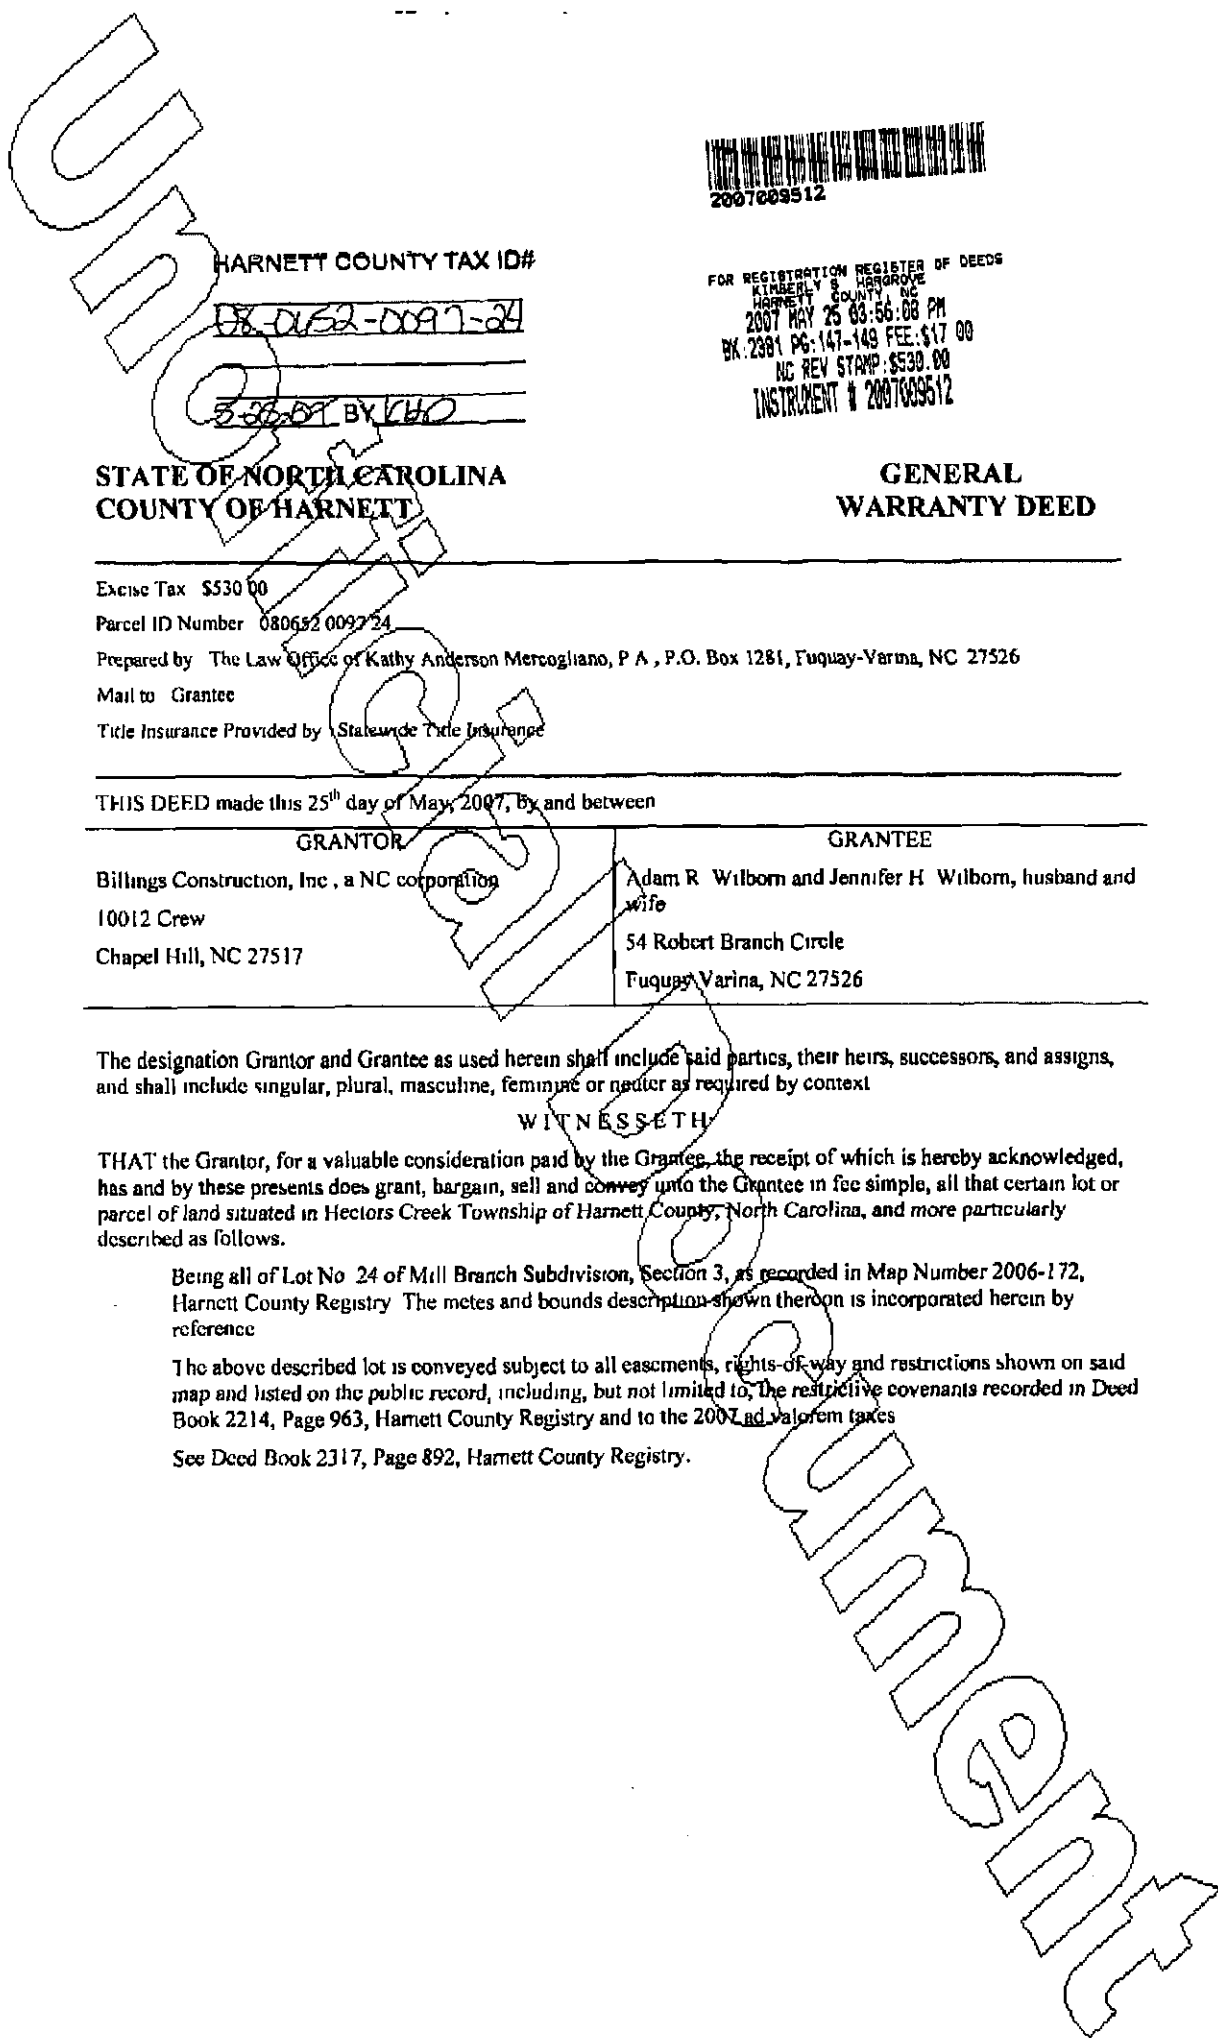 2007009512
HARNETT COUNTY TAX ID#
08-0652-0097-24
5-25-07 BY KHO
FOR REGISTRATION REGISTER OF DEEDS
KIMBERLY S. HARGROVE
HARNETT COUNTY, NC
2007 MAY 25 03:56:08 PM
BK:2381 PG:147-149 FEE:$17 00
NC REV STAMP:$530.00
INSTRUMENT # 2007009512
STATE OF NORTH CAROLINA
COUNTY OF HARNETT
GENERAL
WARRANTY DEED
Excise Tax $530 00
Parcel ID Number 080652 0097 24
Prepared by The Law Office of Kathy Anderson Mercogliano, P A , P.O. Box 1281, Fuquay-Varina, NC 27526
Mail to Grantee
Title Insurance Provided by Statewide Title Insurance
THIS DEED made this 25th day of May, 2007, by and between
GRANTOR
Billings Construction, Inc , a NC corporation
10012 Crew
Chapel Hill, NC 27517
GRANTEE
Adam R Wilborn and Jennifer H Wilborn, husband and
wife
54 Robert Branch Circle
Fuquay Varina, NC 27526
The designation Grantor and Grantee as used herein shall include said parties, their heirs, successors, and assigns,
and shall include singular, plural, masculine, feminine or neuter as required by context
W I T N E S S E T H
THAT the Grantor, for a valuable consideration paid by the Grantee, the receipt of which is hereby acknowledged,
has and by these presents does grant, bargain, sell and convey unto the Grantee in fee simple, all that certain lot or
parcel of land situated in Hectors Creek Township of Harnett County, North Carolina, and more particularly
described as follows.
Being all of Lot No 24 of Mill Branch Subdivision, Section 3, as recorded in Map Number 2006-172,
Harnett County Registry The metes and bounds description shown thereon is incorporated herein by
reference
The above described lot is conveyed subject to all easements, rights-of-way and restrictions shown on said
map and listed on the public record, including, but not limited to, the restrictive covenants recorded in Deed
Book 2214, Page 963, Harnett County Registry and to the 2007 ad valorem taxes
See Deed Book 2317, Page 892, Harnett County Registry.
Uncertified Document